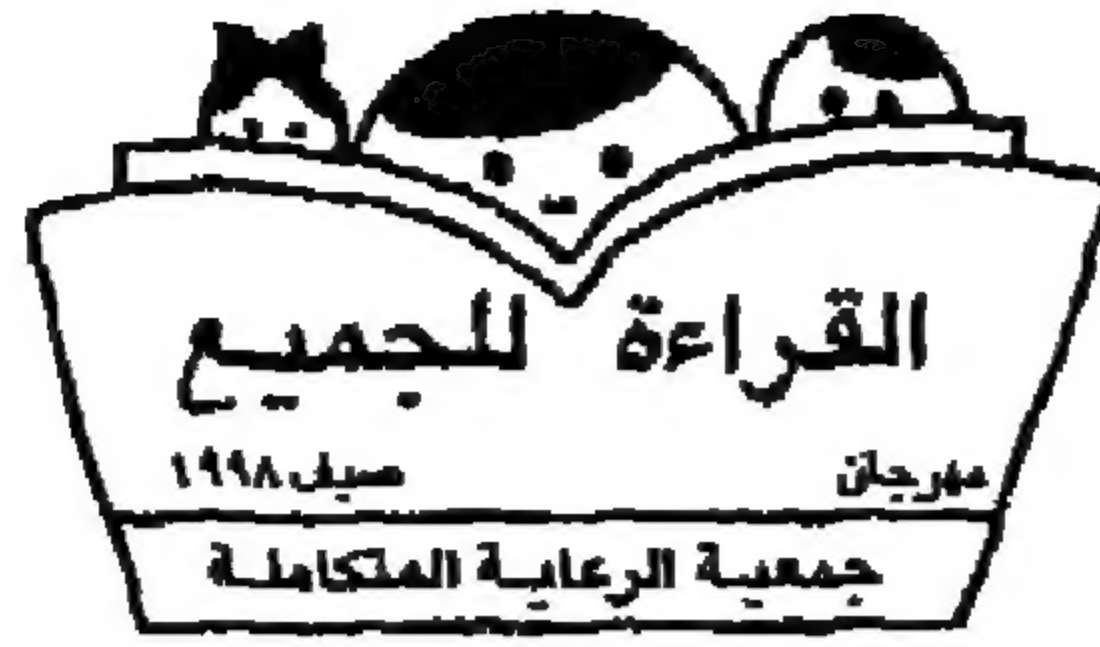 القراءة للجميع
مهرجان صيف ١٩٩٨
جمعية الرعاية المتكاملة